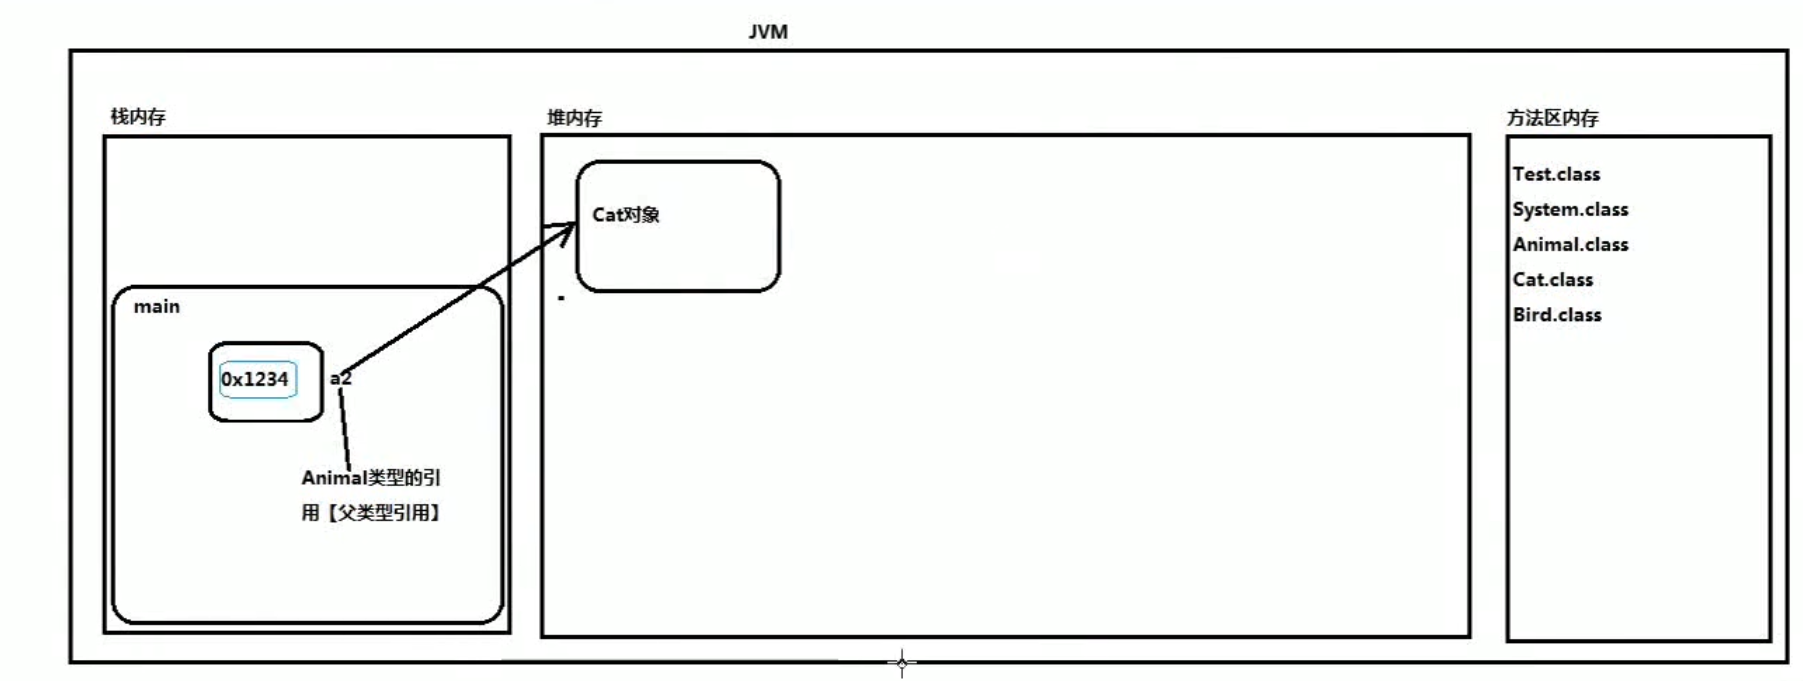 JVM
栈内存
堆内存
方法区内存
Test.class
System.class
Animal.class
Cat.class
Bird.class
Cat对象
main
0x1234
a2
Animal类型的引
用【父类型引用】